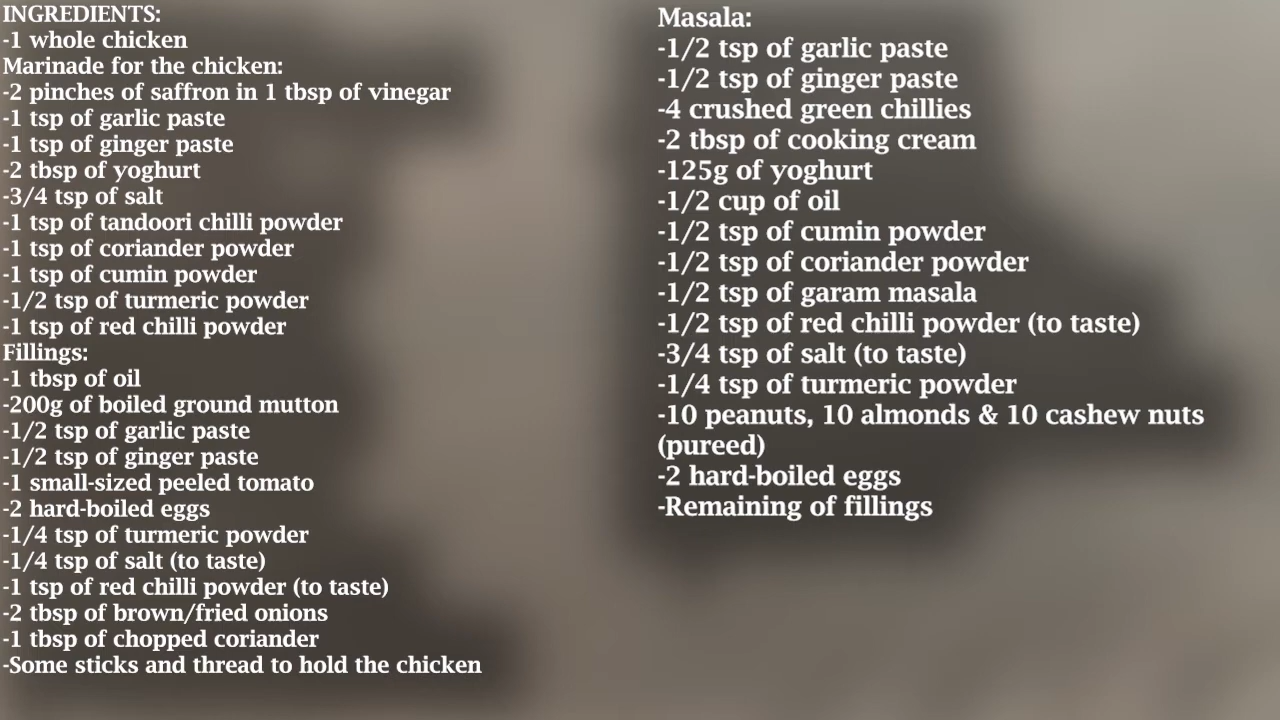 INGREDIENTS:
-1 whole chicken
Marinade for the chicken:
-2 pinches of saffron in 1 tbsp of vinegar
-1 tsp of garlic paste
-1 tsp of ginger paste
-2 tbsp of yoghurt
-3/4 tsp of salt
-1 tsp of tandoori chilli powder
-1 tsp of coriander powder
-1 tsp of cumin powder
-1/2 tsp of turmeric powder
-1 tsp of red chilli powder
Fillings:
-1 tbsp of oil
-200g of boiled ground mutton
-1/2 tsp of garlic paste
-1/2 tsp of ginger paste
-1 small-sized peeled tomato
-2 hard-boiled eggs
-1/4 tsp of turmeric powder
-1/4 tsp of salt (to taste)
-1 tsp of red chilli powder (to taste)
-2 tbsp of brown/fried onions
-1 tbsp of chopped coriander
-Some sticks and thread to hold the chicken
Masala:
-1/2 tsp of garlic paste
-1/2 tsp of ginger paste
-4 crushed green chillies
-2 tbsp of cooking cream
-125g of yoghurt
-1/2 cup of oil
-1/2 tsp of cumin powder
-1/2 tsp of coriander powder
-1/2 tsp of garam masala
-1/2 tsp of red chilli powder (to taste)
-3/4 tsp of salt (to taste)
-1/4 tsp of turmeric powder
-10 peanuts, 10 almonds & 10 cashew nuts
(pureed)
-2 hard-boiled eggs
-Remaining of fillings